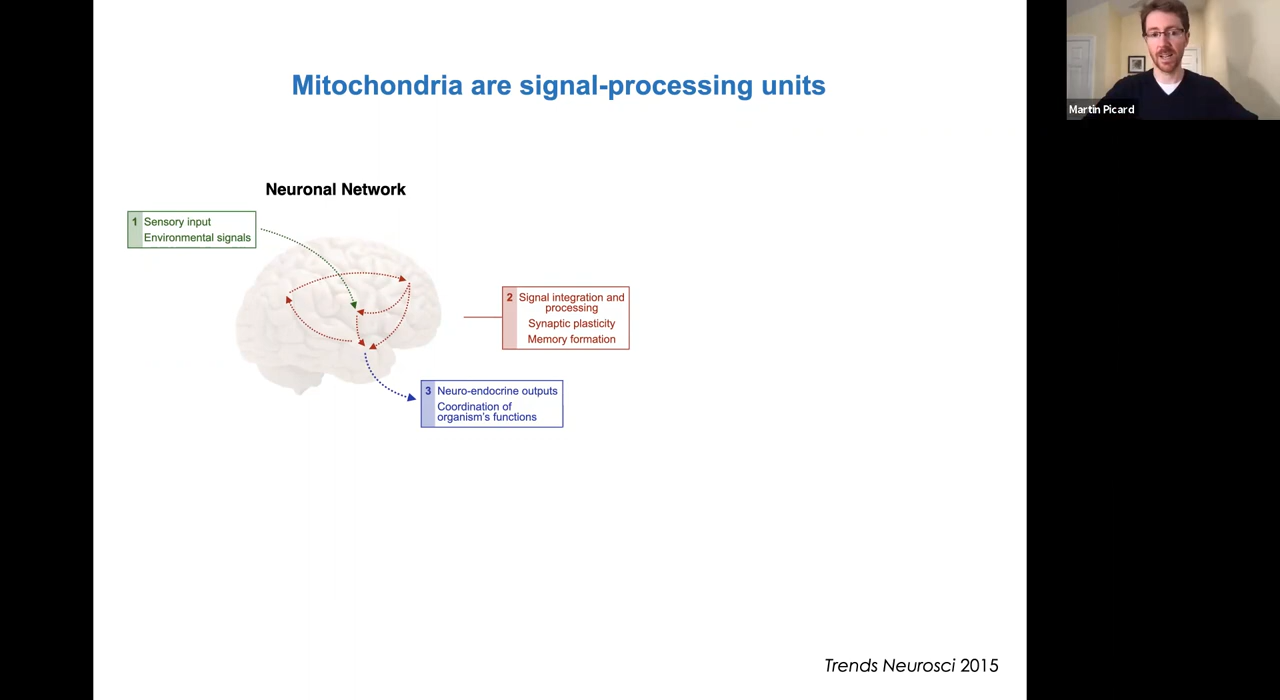 Mitochondria are signal-processing units
Martin Picard
Neuronal Network
1 Sensory input
Environmental signals
2 Signal integration and
processing
Synaptic plasticity
Memory formation
3 Neuro-endocrine outputs
Coordination of
organism's functions
Trends Neurosci 2015